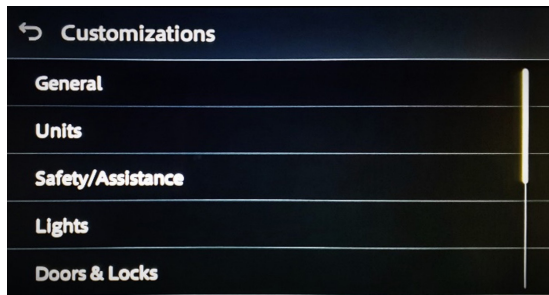 Customizations
General
Units
Safety/Assistance
Lights
Doors & Locks